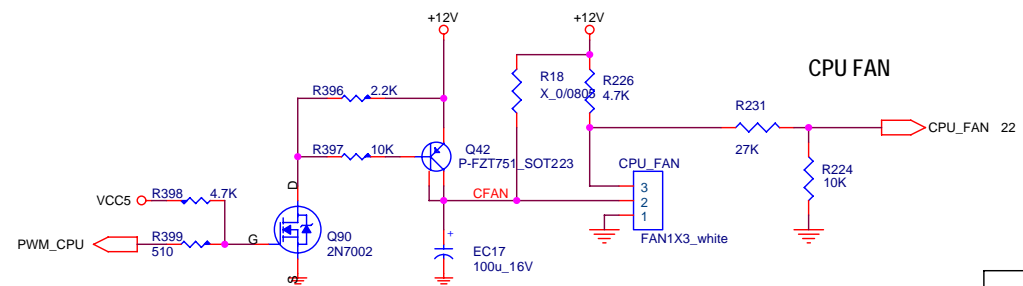 +12V
+12V
CPU FAN
R396 2.2K
R18
X_0/0805
R226
4.7K
R231
27K
CPU_FAN 22
R397 10K
Q42
P-FZT751_SOT223
CPU_FAN
3
2
1
FAN1X3_white
R224
10K
D
CFAN
VCC5
R398 4.7K
PWM_CPU
R399
510
G
Q90
2N7002
S
+
EC17
100u_16V